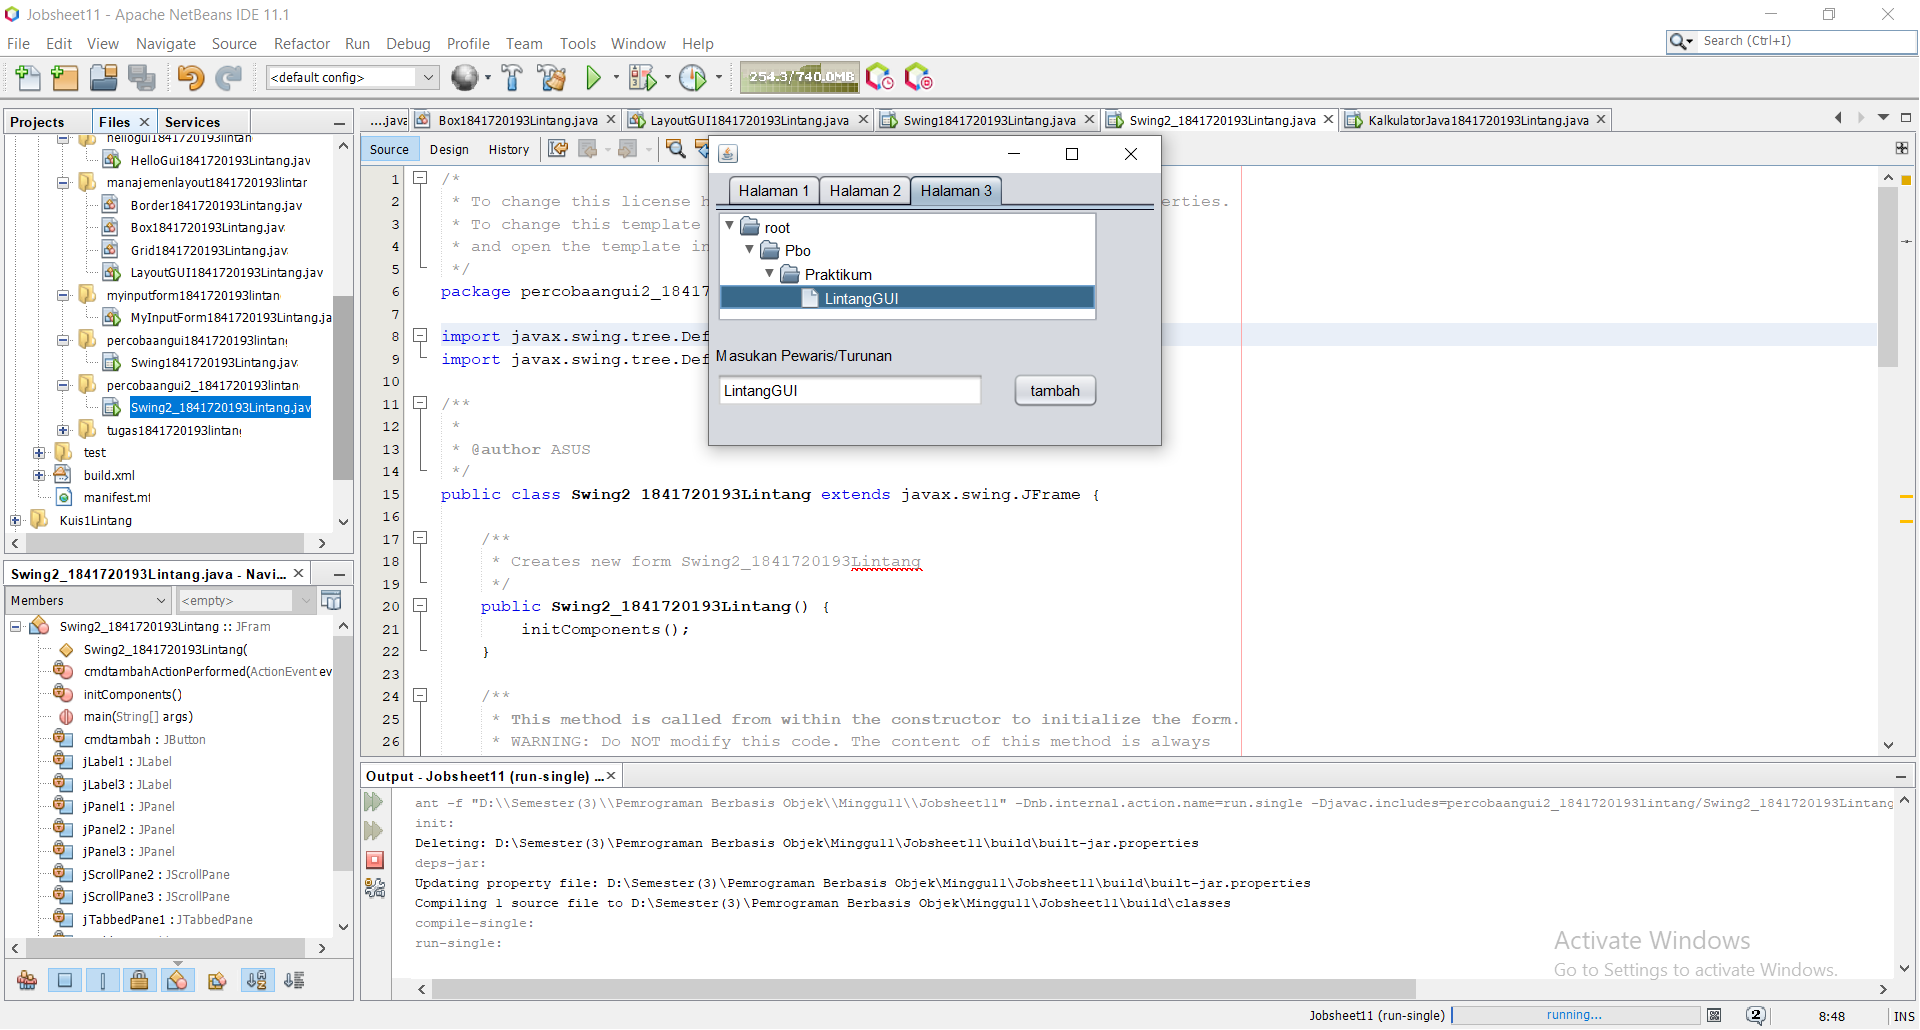 Jobsheet11 - Apache NetBeans IDE 11.1
File Edit View Navigate Source Refactor Run Debug Profile Team Tools Window Help
Search (Ctrl+I)
<default config>
254.3/740.0MB
Projects Files Services
hellogui1841720193lintan
HelloGui1841720193Lintang.jav
manajemenlayout1841720193lintar
Border1841720193Lintang.jav
Box1841720193Lintang.jav
Grid1841720193Lintang.jav
LayoutGUI1841720193Lintang.jav
myinputform1841720193lintan
MyInputForm1841720193Lintang.ja
percobaangui1841720193lintang
Swing1841720193Lintang.jav
percobaangui2_1841720193lintan
Swing2_1841720193Lintang.jav
tugas1841720193lintang
test
build.xml
manifest.mf
Kuis1Lintang
Swing2_1841720193Lintang.java - Navi...
Members
<empty>
Swing2_1841720193Lintang :: JFram
Swing2_1841720193Lintang(
cmdtambahActionPerformed(ActionEvent ev
initComponents()
main(String[] args)
cmdtambah : JButton
jLabel1 : JLabel
jLabel3 : JLabel
jPanel1 : JPanel
jPanel2 : JPanel
jPanel3 : JPanel
jScrollPane2 : JScrollPane
jScrollPane3 : JScrollPane
jTabbedPane1 : JTabbedPane
....java Box1841720193Lintang.java LayoutGUI1841720193Lintang.java Swing1841720193Lintang.java Swing2_1841720193Lintang.java KalkulatorJava1841720193Lintang.java
Source Design History
1 /*
2 * To change this license h erties.
3 * To change this template
4 * and open the template in
5 */
6 package percobaangui2_18417
7
8 import javax.swing.tree.Def
9 import javax.swing.tree.Def
10
11 /**
12 *
13 * @author ASUS
14 */
15 public class Swing2_1841720193Lintang extends javax.swing.JFrame {
16
17 /**
18 * Creates new form Swing2_1841720193Lintang
19 */
20 public Swing2_1841720193Lintang() {
21 initComponents();
22 }
23
24 /**
25 * This method is called from within the constructor to initialize the form.
26 * WARNING: Do NOT modify this code. The content of this method is always
Halaman 1 Halaman 2 Halaman 3
root
Pbo
Praktikum
LintangGUI
Masukan Pewaris/Turunan
LintangGUI
tambah
Output - Jobsheet11 (run-single) ...
ant -f "D:\\Semester(3)\\Pemrograman Berbasis Objek\\Minggu11\\Jobsheet11" -Dnb.internal.action.name=run.single -Djavac.includes=percobaangui2_1841720193lintang/Swing2_1841720193Lintang
init:
Deleting: D:\Semester(3)\Pemrograman Berbasis Objek\Minggu11\Jobsheet11\build\built-jar.properties
deps-jar:
Updating property file: D:\Semester(3)\Pemrograman Berbasis Objek\Minggu11\Jobsheet11\build\built-jar.properties
Compiling 1 source file to D:\Semester(3)\Pemrograman Berbasis Objek\Minggu11\Jobsheet11\build\classes
compile-single:
run-single:
Activate Windows
Go to Settings to activate Windows.
Jobsheet11 (run-single) running... 2 8:48 INS